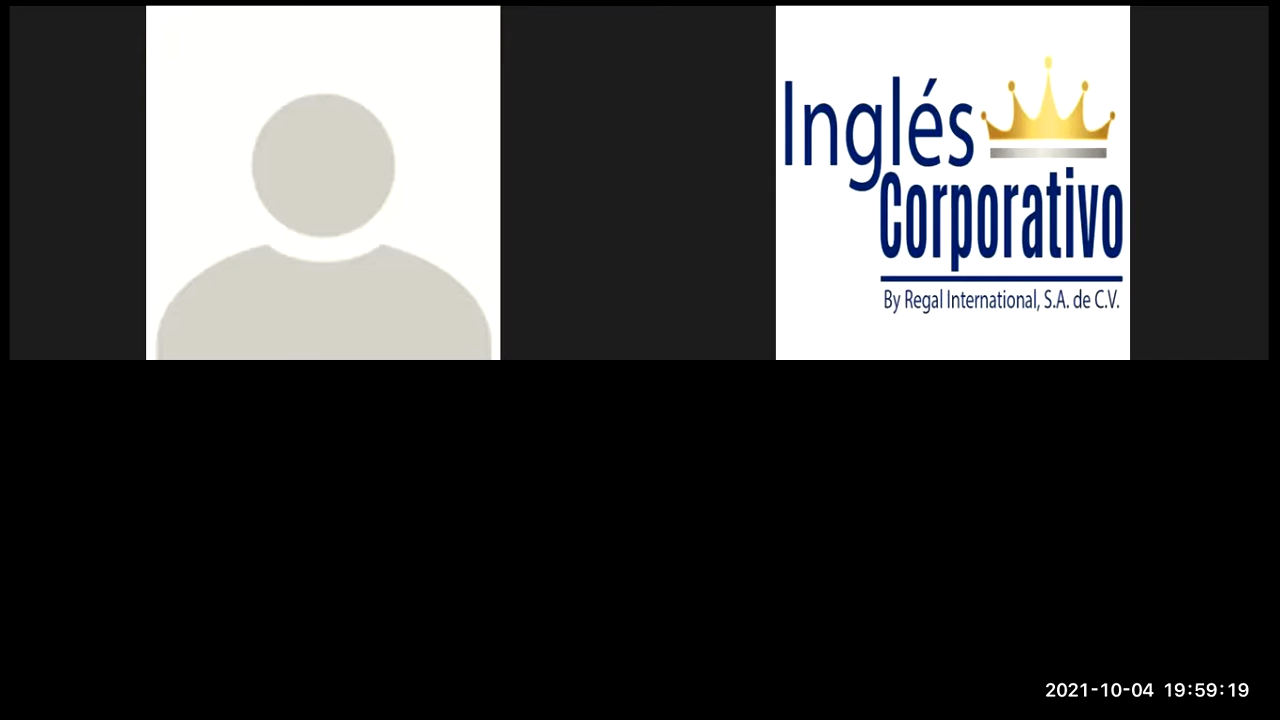 Inglés
Corporativo
By Regal International, S.A. de C.V.
2021-10-04 19:59:19